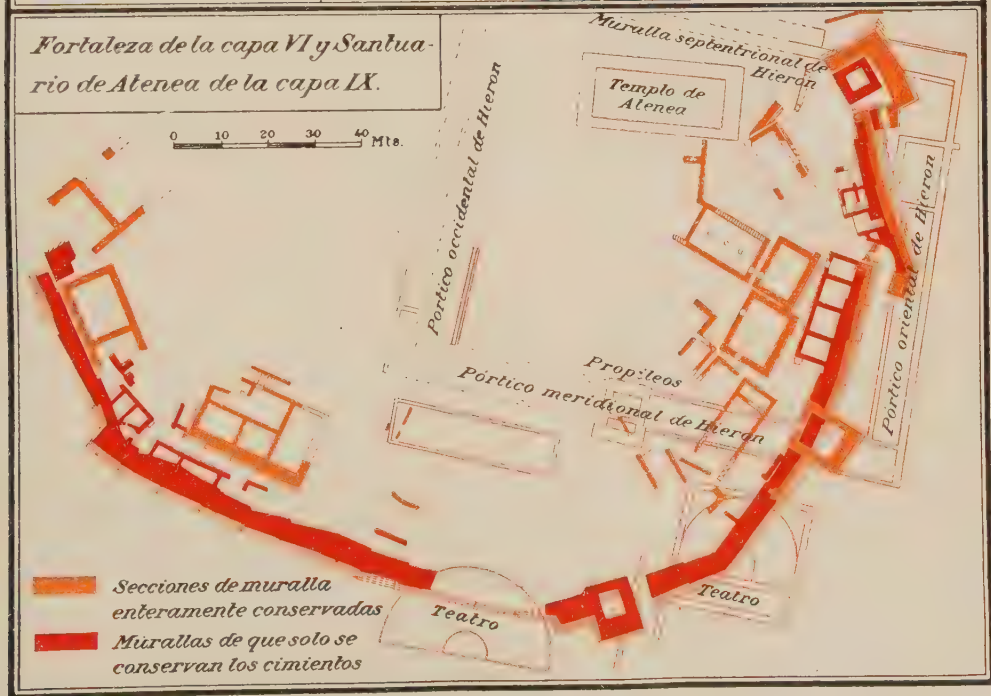 Fortaleza de la capa VI y Santua-
rio de Atenea de la capa IX.
0 10 20 30 40 Mts.
Muralla septentrional de
Hieron
Templo de
Atenea
Portico occidental de Hieron
Portico oriental de Hieron
Propileos
Pórtico meridional de Hieron
Teatro
Teatro
Secciones de muralla
enteramente conservadas
Murallas de que solo se
conservan los cimientos